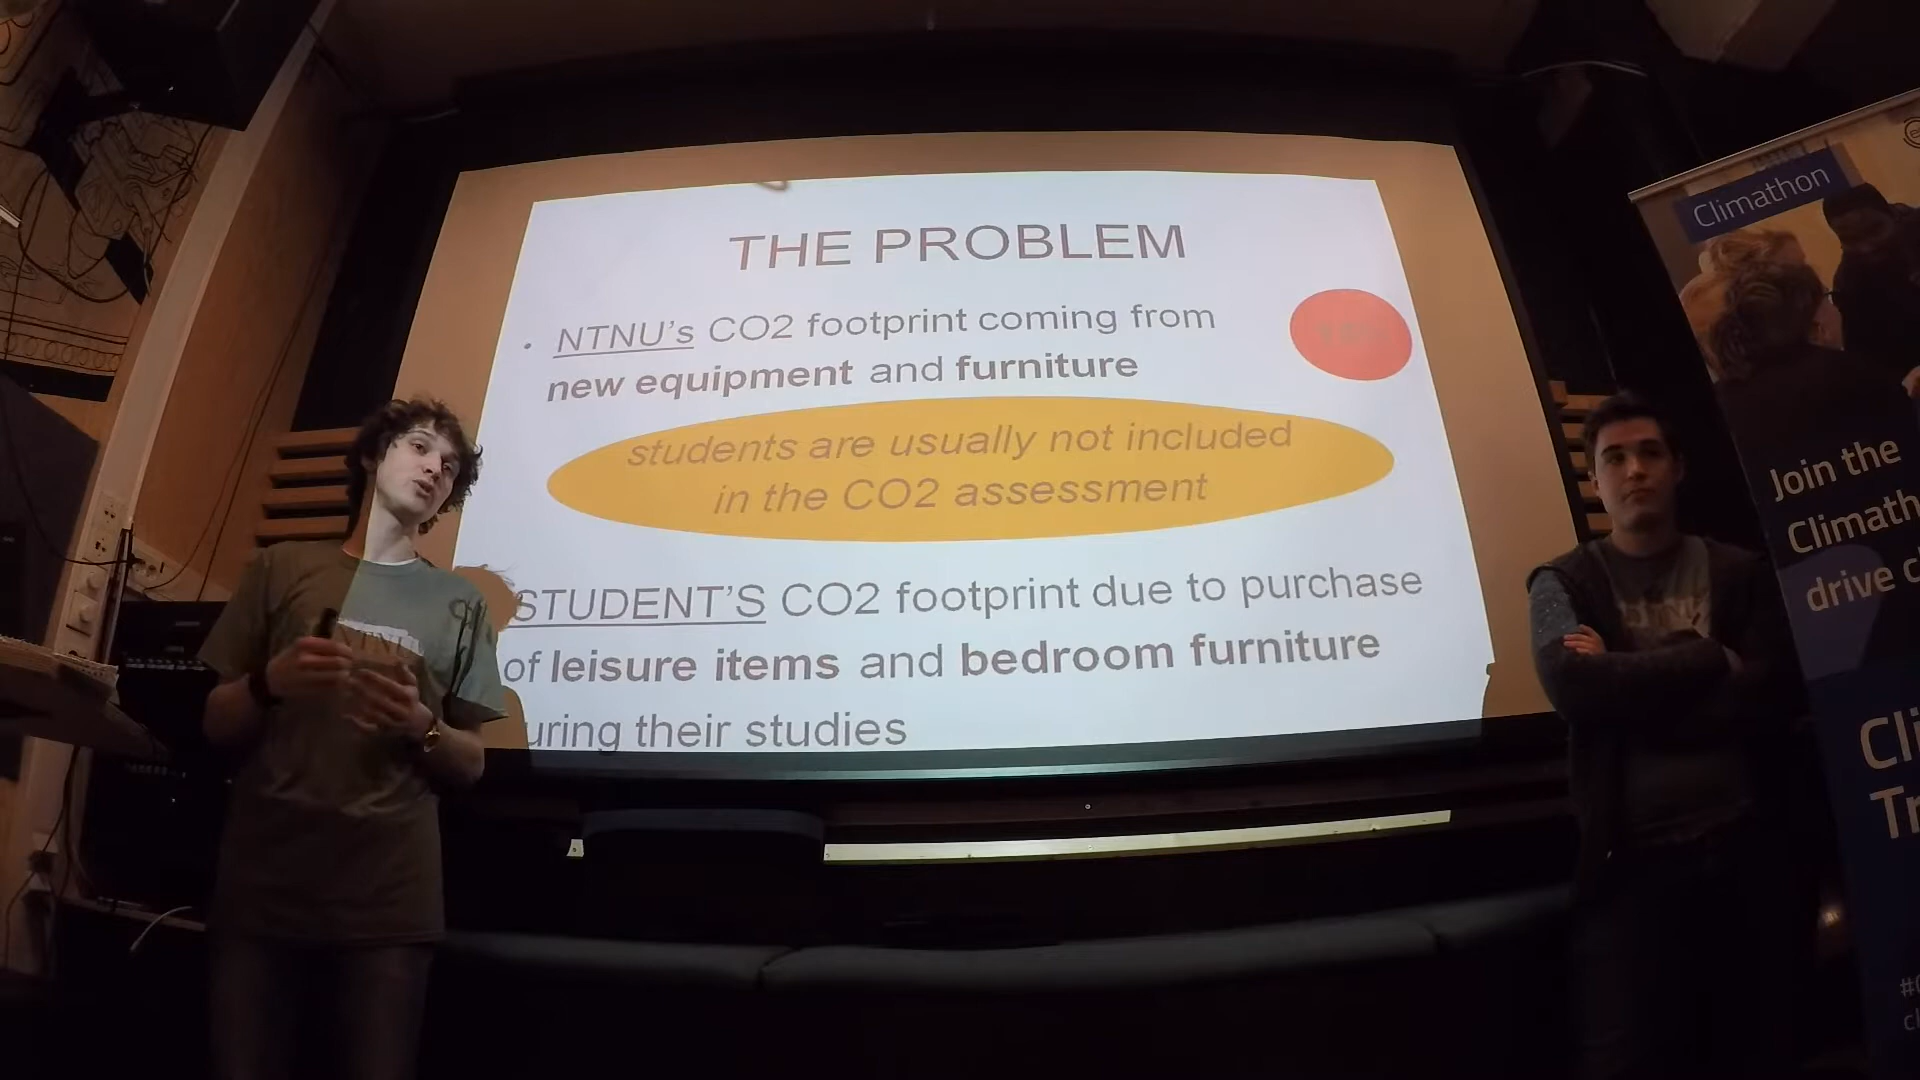 THE PROBLEM
NTNU's CO2 footprint coming from
new equipment and furniture
students are usually not included
in the CO2 assessment
STUDENT'S CO2 footprint due to purchase
of leisure items and bedroom furniture
uring their studies
Climathon
Join the
Climath
drive c
Cli
Tr